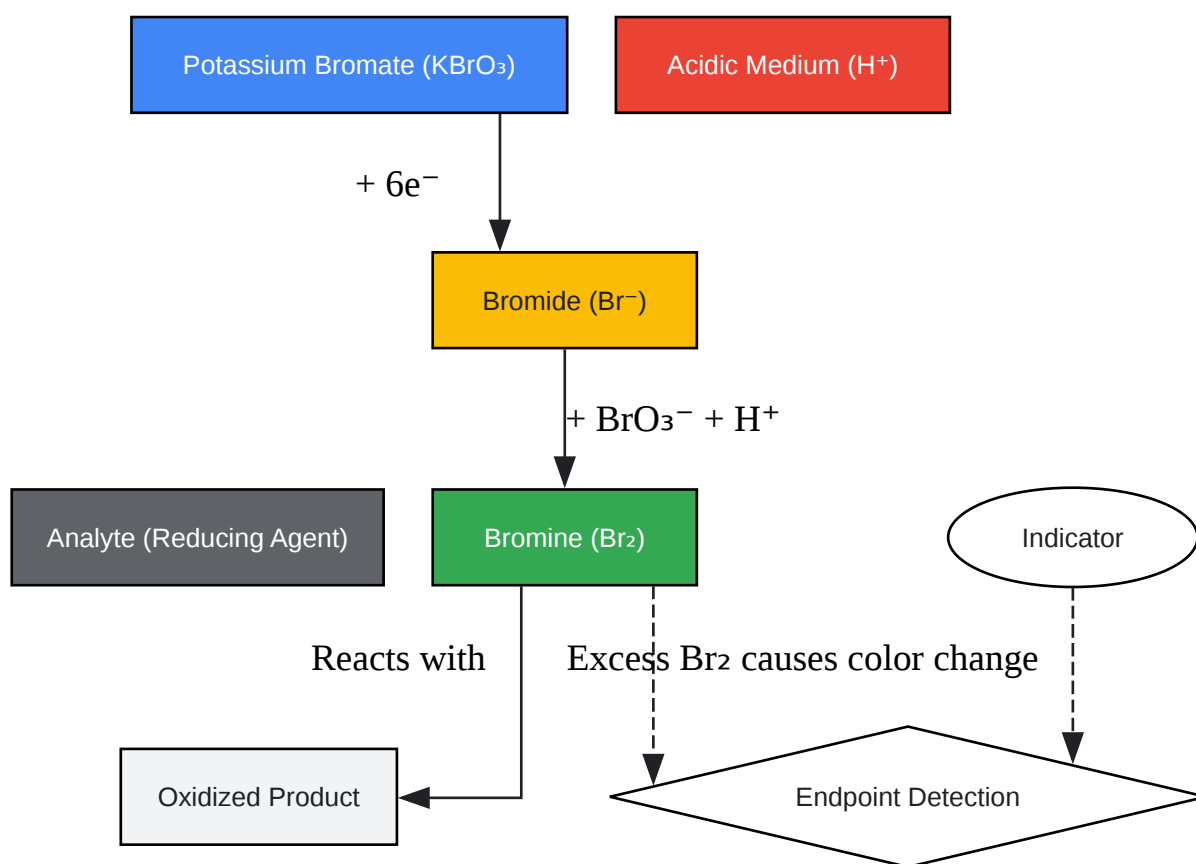 Potassium Bromate (KBrO₃)
Acidic Medium (H⁺)
+ 6e⁻
Bromide (Br⁻)
+ BrO₃⁻ + H⁺
Analyte (Reducing Agent)
Bromine (Br₂)
Indicator
Reacts with
Excess Br₂ causes color change
Oxidized Product
Endpoint Detection